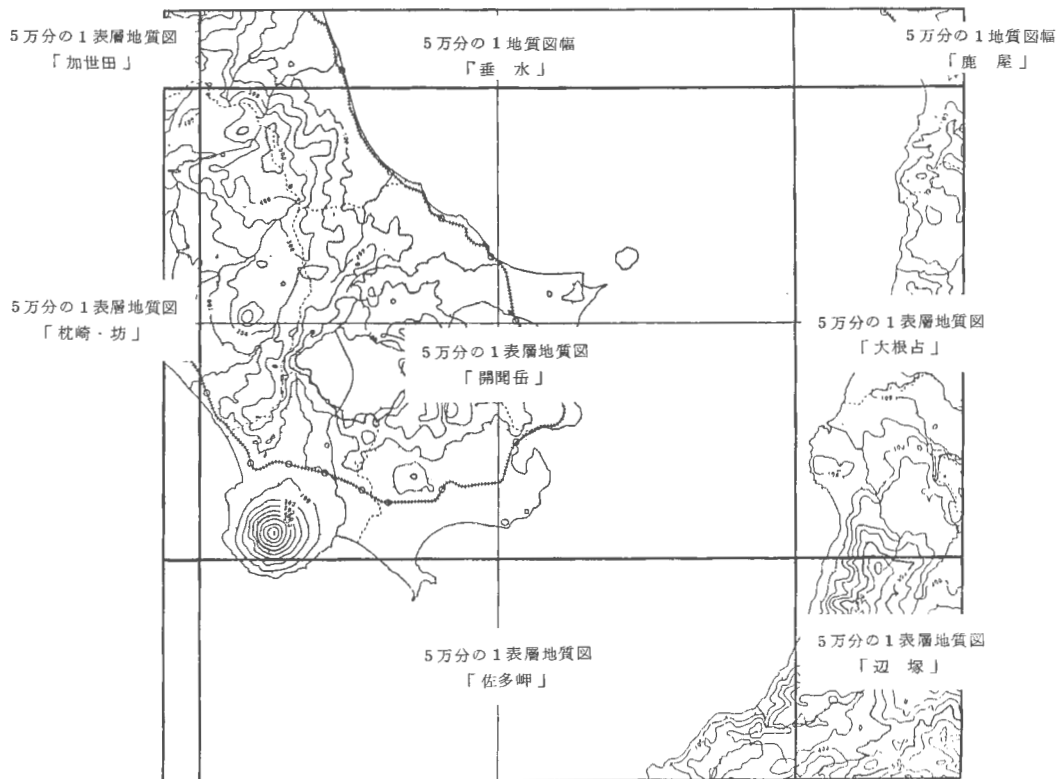 5万分の1表層地質図
「加世田」
5万分の1地質図幅
『垂水』
5万分の1地質図幅
「鹿屋」
5万分の1表層地質図
「枕崎・坊」
5万分の1表層地質図
「開聞岳」
5万分の1表層地質図
「大根占」
5万分の1表層地質図
「佐多岬」
5万分の1表層地質図
「辺塚」